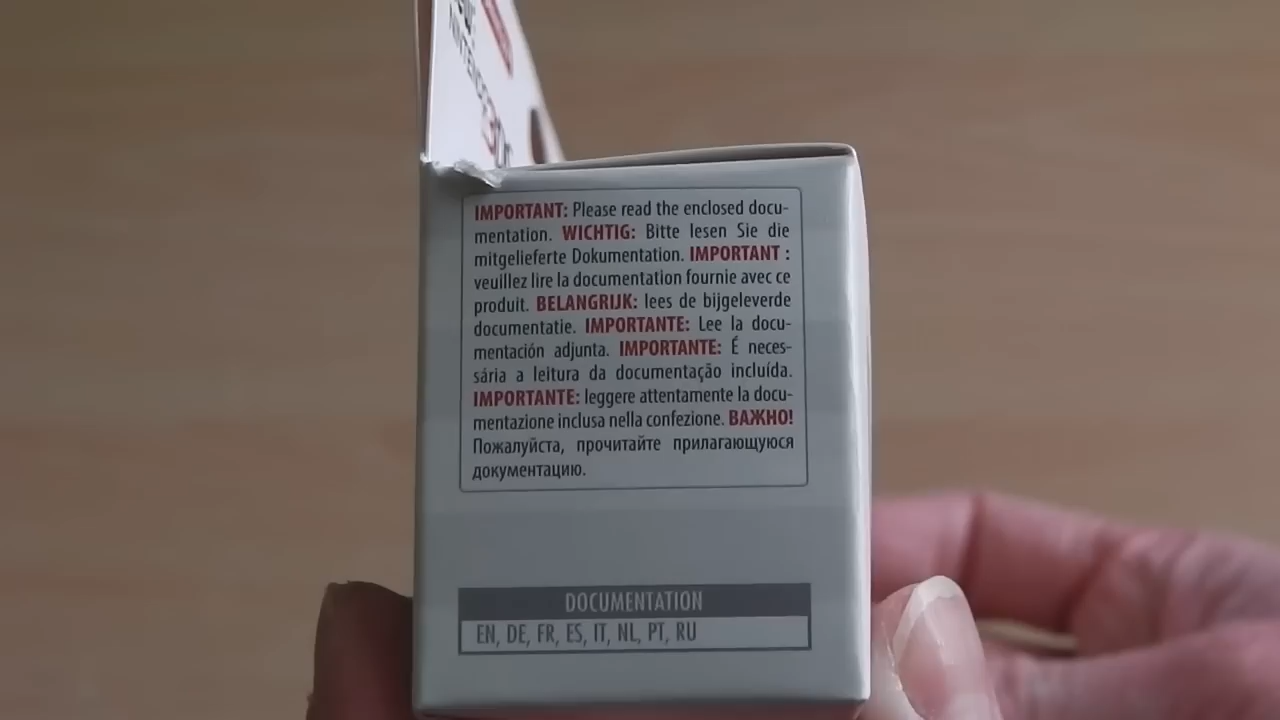 NINTENDO 3DS
IMPORTANT: Please read the enclosed docu-
mentation. WICHTIG: Bitte lesen Sie die
mitgelieferte Dokumentation. IMPORTANT :
veuillez lire la documentation fournie avec ce
produit. BELANGRIJK: lees de bijgeleverde
documentatie. IMPORTANTE: Lee la docu-
mentación adjunta. IMPORTANTE: É neces-
sária a leitura da documentação incluída.
IMPORTANTE: leggere attentamente la docu-
mentazione inclusa nella confezione. ВАЖНО!
Пожалуйста, прочитайте прилагающуюся
документацию.
DOCUMENTATION
EN, DE, FR, ES, IT, NL, PT, RU